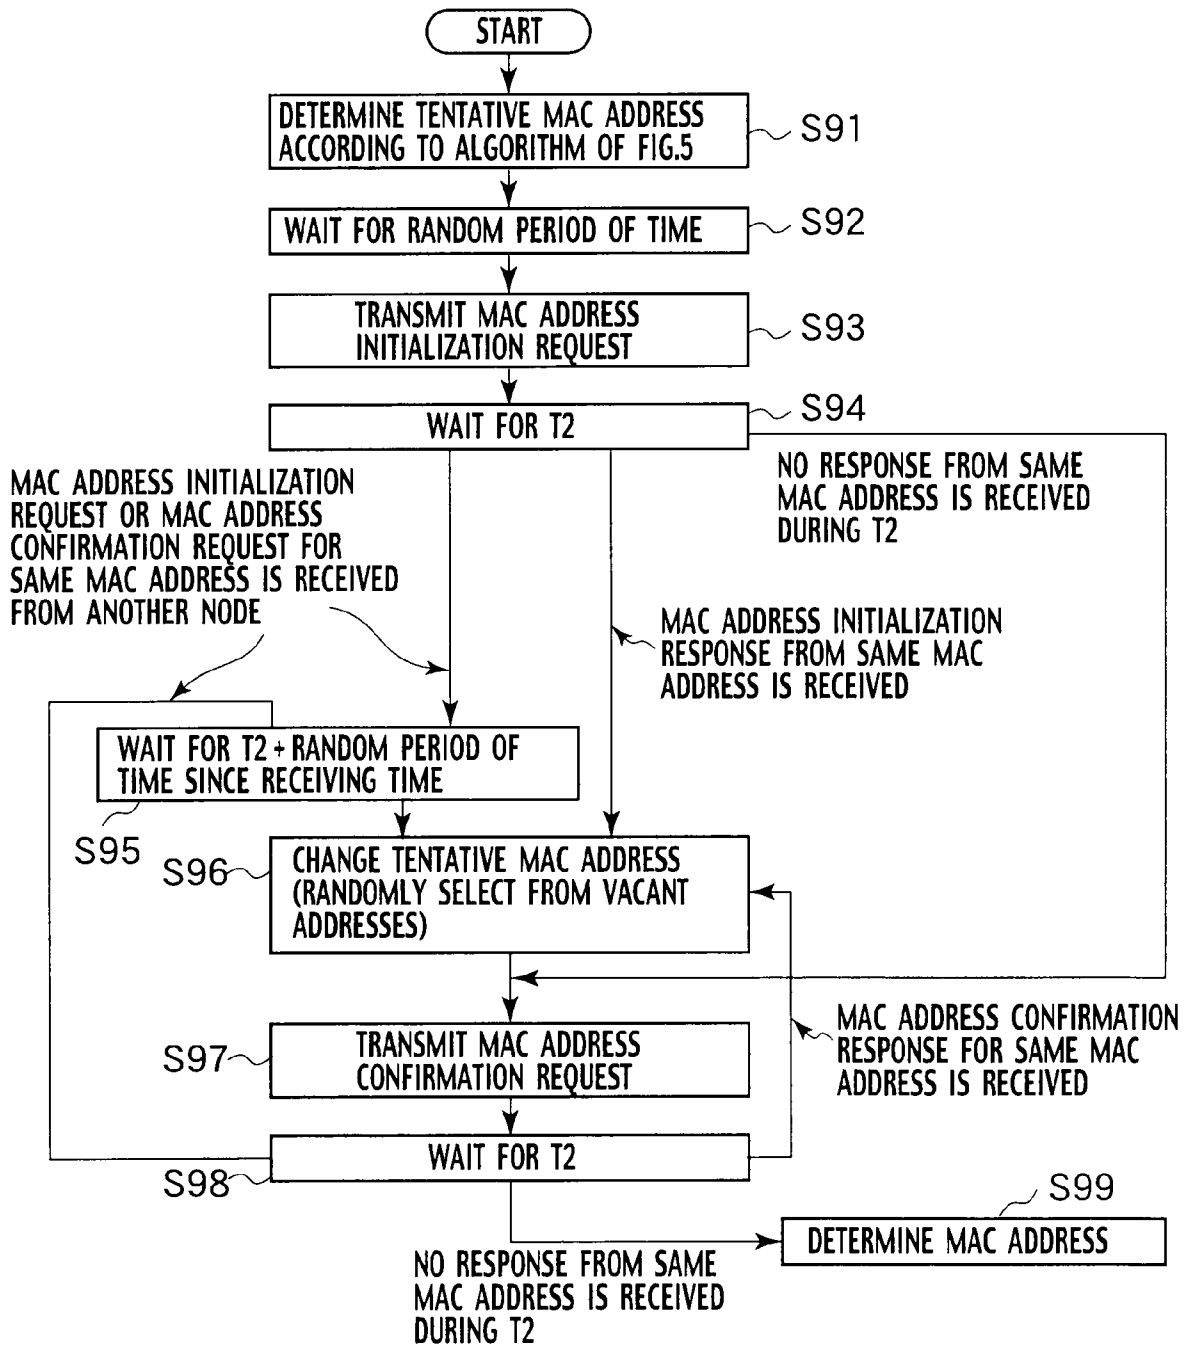 START
DETERMINE TENTATIVE MAC ADDRESS
ACCORDING TO ALGORITHM OF FIG.5
S91
WAIT FOR RANDOM PERIOD OF TIME
S92
TRANSMIT MAC ADDRESS
INITIALIZATION REQUEST
S93
WAIT FOR T2
S94
NO RESPONSE FROM SAME
MAC ADDRESS IS RECEIVED
DURING T2
MAC ADDRESS INITIALIZATION
REQUEST OR MAC ADDRESS
CONFIRMATION REQUEST FOR
SAME MAC ADDRESS IS RECEIVED
FROM ANOTHER NODE
MAC ADDRESS INITIALIZATION
RESPONSE FROM SAME MAC
ADDRESS IS RECEIVED
WAIT FOR T2+RANDOM PERIOD OF
TIME SINCE RECEIVING TIME
S95
S96
CHANGE TENTATIVE MAC ADDRESS
(RANDOMLY SELECT FROM VACANT
ADDRESSES)
MAC ADDRESS CONFIRMATION
RESPONSE FOR SAME MAC
ADDRESS IS RECEIVED
S97
TRANSMIT MAC ADDRESS
CONFIRMATION REQUEST
WAIT FOR T2
S98
S99
DETERMINE MAC ADDRESS
NO RESPONSE FROM SAME
MAC ADDRESS IS RECEIVED
DURING T2